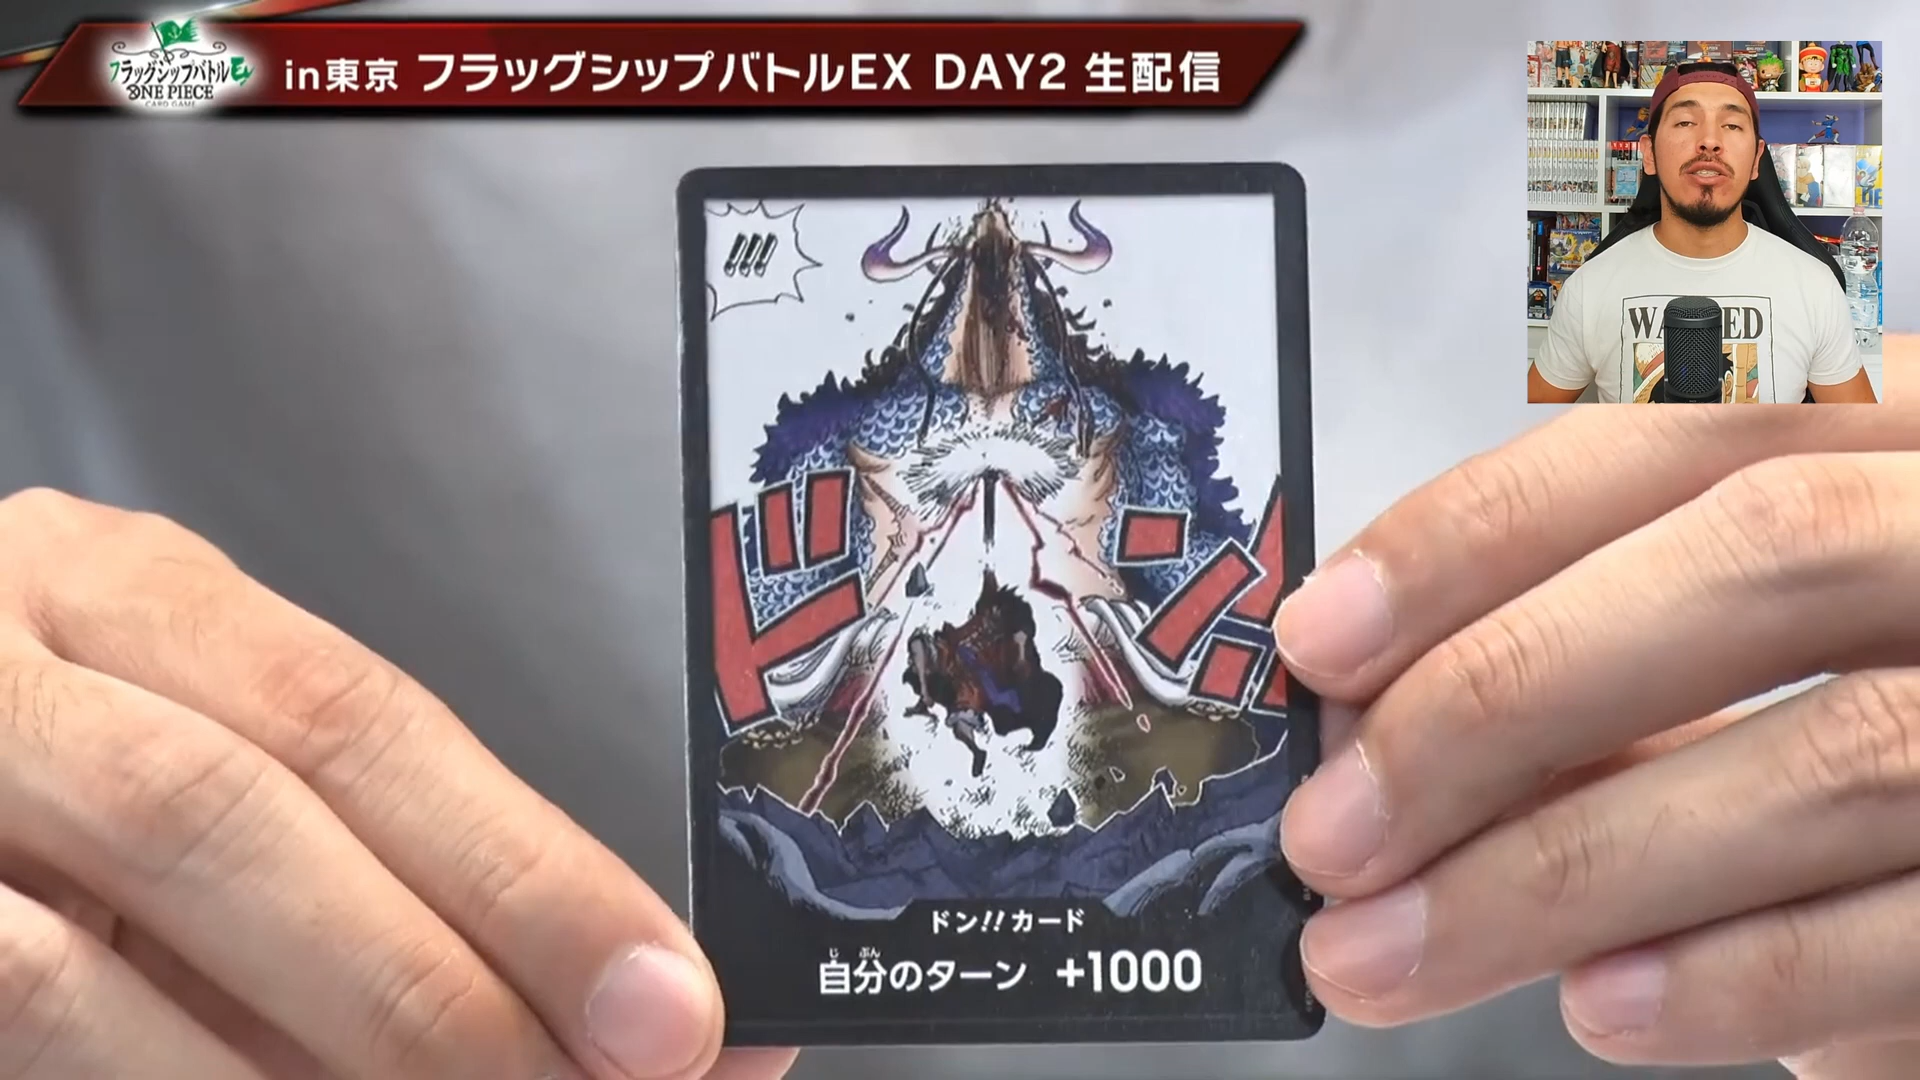 フラッグシップバトルEX
ONE PIECE
CARD GAME
in東京 フラッグシップバトルEX DAY2 生配信
!!!
ドン!!
ドン!!カード
じ ぶん
自分のターン +1000